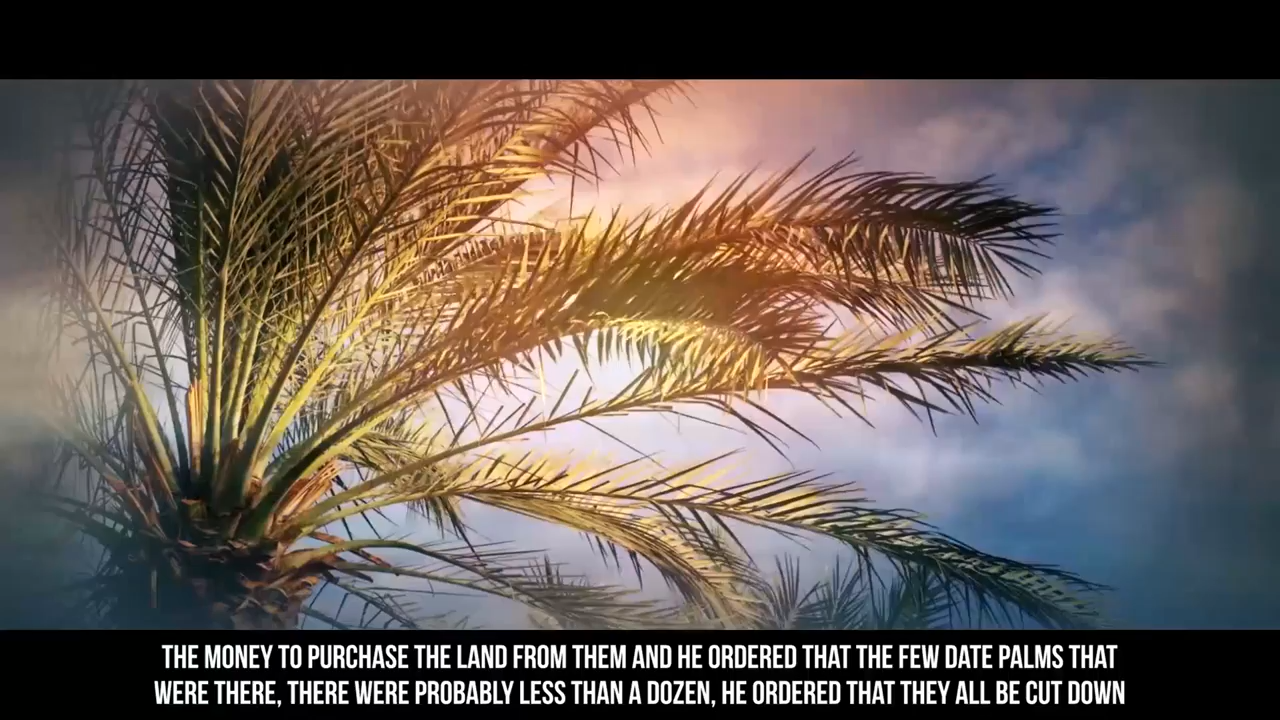 THE MONEY TO PURCHASE THE LAND FROM THEM AND HE ORDERED THAT THE FEW DATE PALMS THAT
WERE THERE, THERE WERE PROBABLY LESS THAN A DOZEN, HE ORDERED THAT THEY ALL BE CUT DOWN